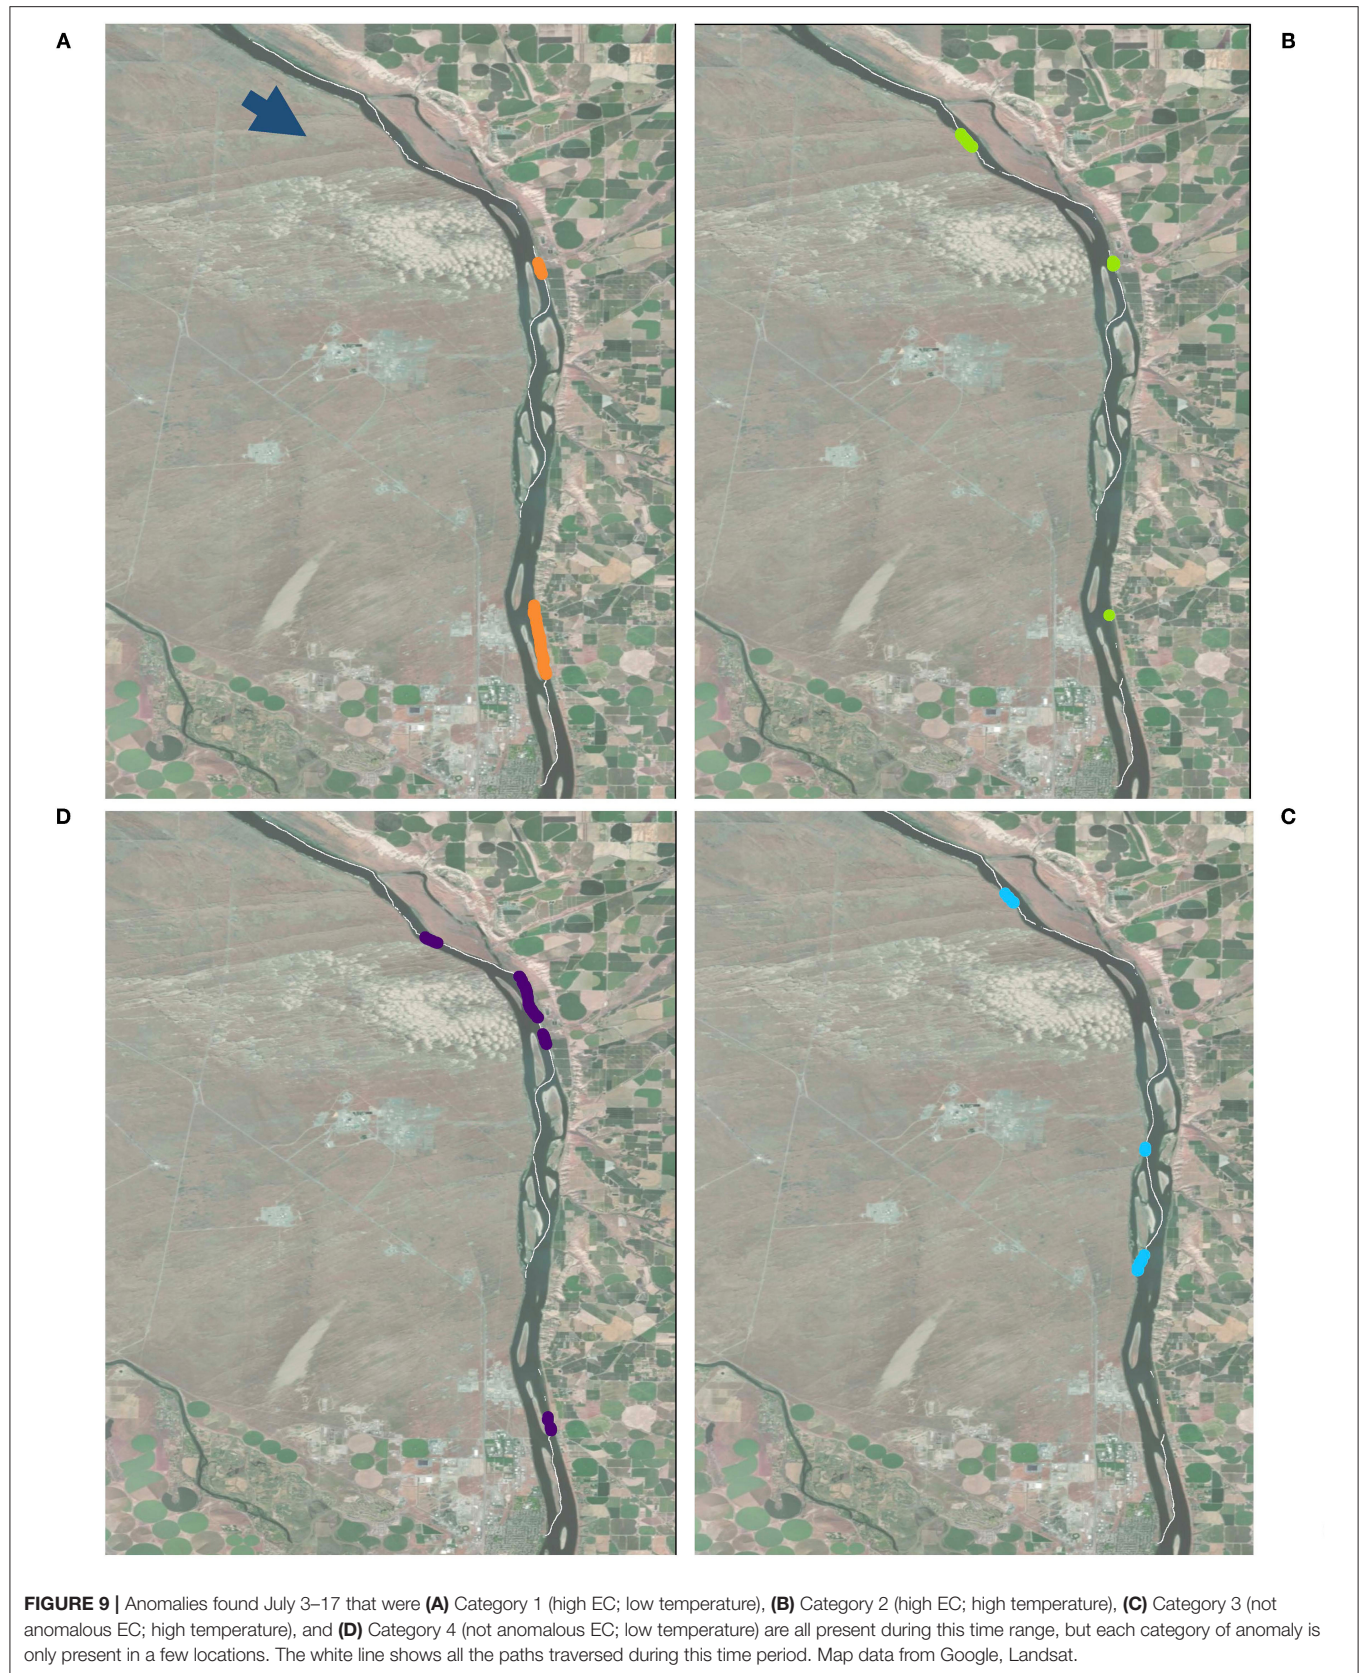 A
B
D
C
FIGURE 9 | Anomalies found July 3–17 that were (A) Category 1 (high EC; low temperature), (B) Category 2 (high EC; high temperature), (C) Category 3 (not
anomalous EC; high temperature), and (D) Category 4 (not anomalous EC; low temperature) are all present during this time range, but each category of anomaly is
only present in a few locations. The white line shows all the paths traversed during this time period. Map data from Google, Landsat.